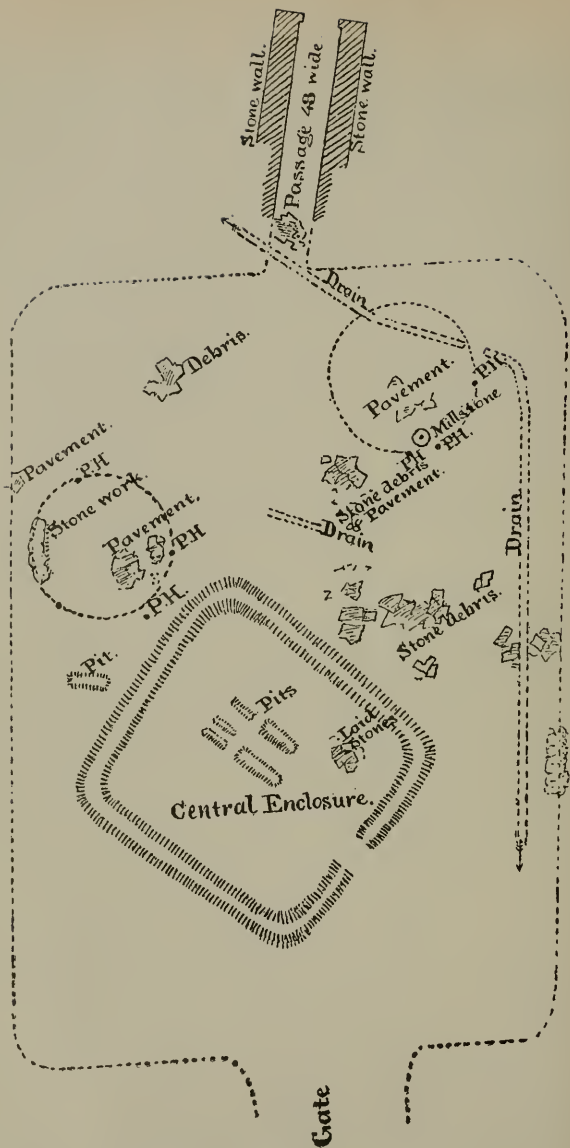 Stone wall.
Passage 48 wide
Stone wall.
Drain
Debris.
Pavement.
P.H.
Millstone
P.H.
P.H
Pavement.
P.H
Stone work.
Pavement.
P.H
P.H.
Stone debris
Pavement.
Drain
Drain
Stone debris.
Pit.
Pits
Laid
Stones
Central Enclosure.
Gate